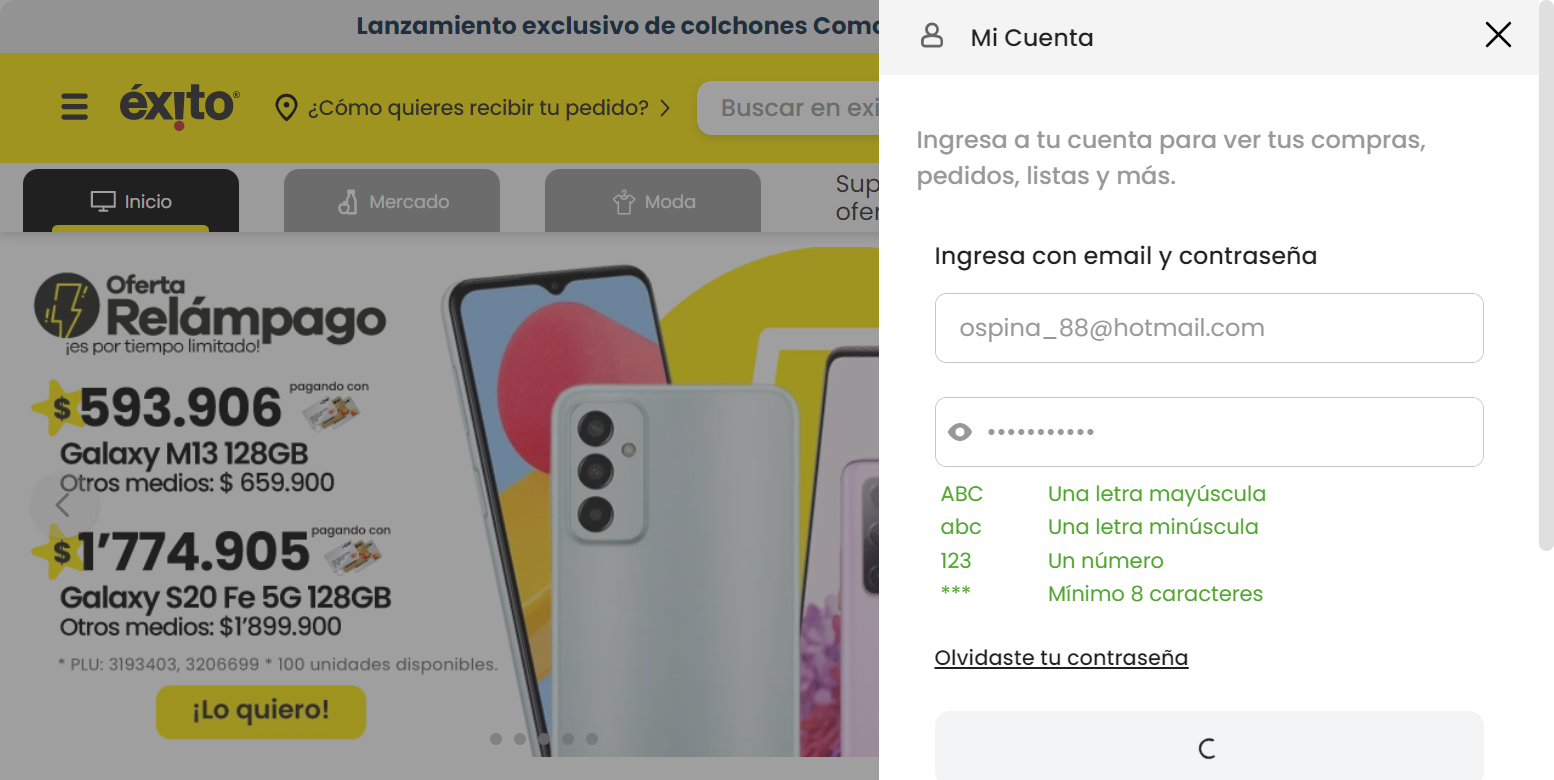 Lanzamiento exclusivo de colchones
Mi Cuenta
éxito®
¿Cómo quieres recibir tu pedido?
Buscar en
Inicio
Mercado
Moda
Ingresa a tu cuenta para ver tus compras,
pedidos, listas y más.
Ingresa con email y contraseña
ospina_88@hotmail.com
•••••••••••
ABC Una letra mayúscula
abc Una letra minúscula
123 Un número
*** Mínimo 8 caracteres
Olvidaste tu contraseña
Oferta
Relámpago
¡es por tiempo limitado!
$593.906 pagando con
Galaxy M13 128GB
Otros medios: $ 659.900
$1’774.905 pagando con
Galaxy S20 Fe 5G 128GB
Otros medios: $1’899.900
* PLU: 3193403, 3206699 * 100 unidades disponibles.
¡Lo quiero!